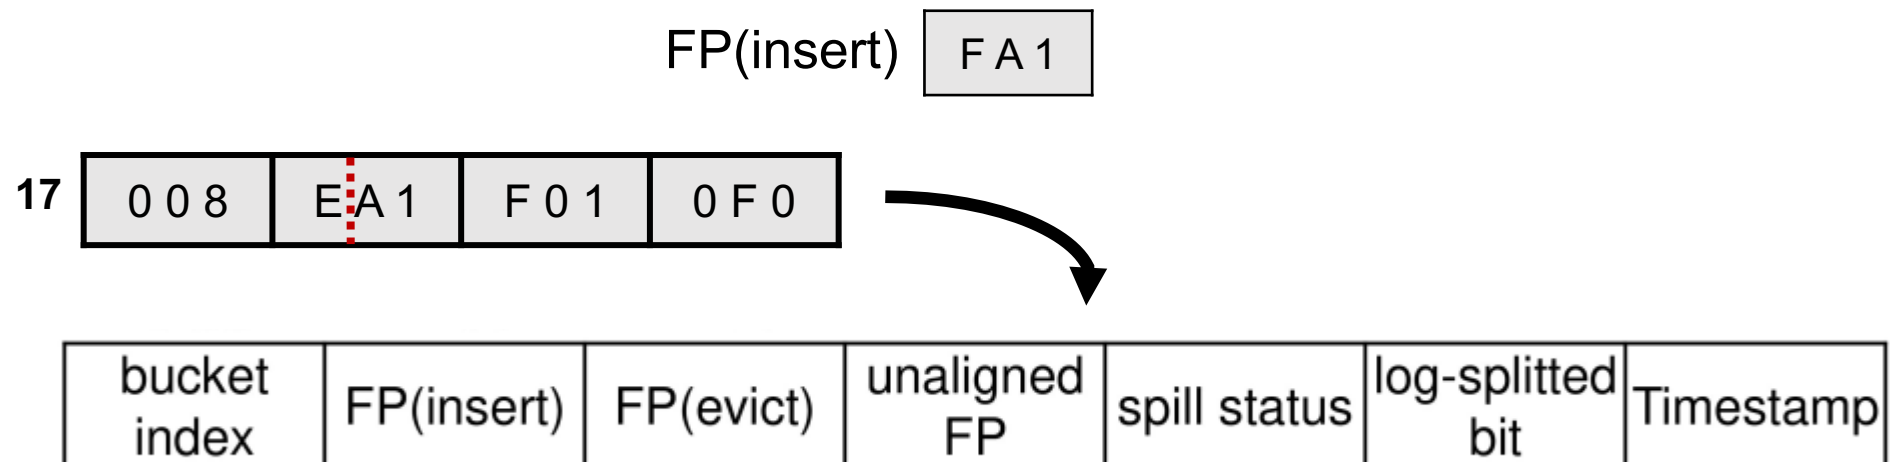 FP(insert) F A 1
17 0 0 8 E A 1 F 0 1 0 F 0
bucket index FP(insert) FP(evict) unaligned FP spill status log-splitted bit Timestamp